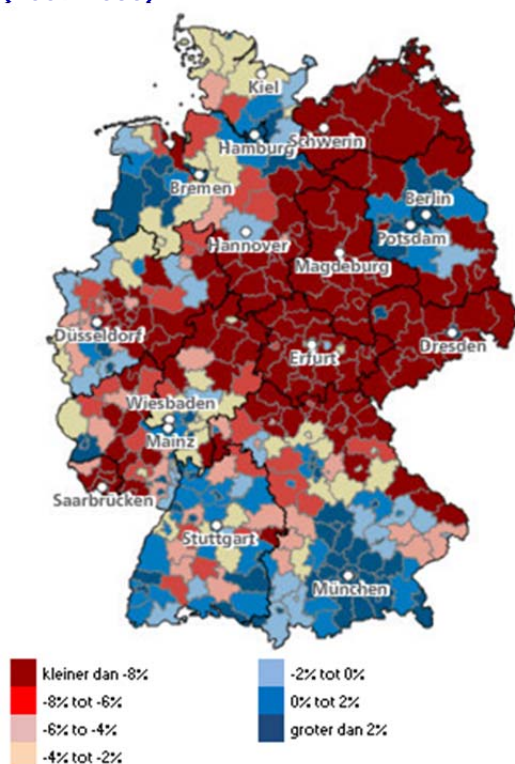 Kiel
Hamburg
Schwerin
Bremen
Berlin
Potsdam
Hannover
Magdeburg
Düsseldorf
Erfurt
Dresden
Wiesbaden
Mainz
Saarbrücken
Stuttgart
München
kleiner dan -8%
-8% tot -6%
-6% to -4%
-4% tot -2%
-2% tot 0%
0% tot 2%
groter dan 2%